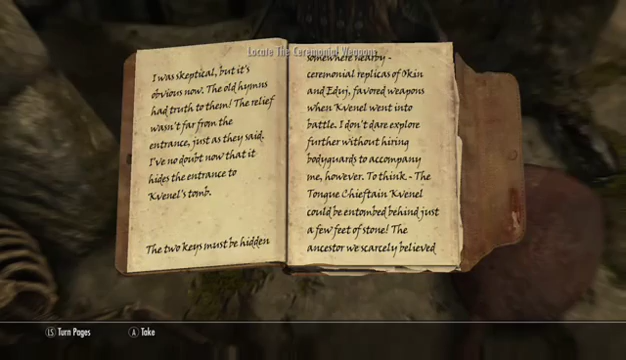 Locate The Ceremonial Weapons
I was skeptical, but it's
obvious now. The old hymns
had truth to them! The relief
wasn't far from the
entrance, just as they said.
I've no doubt now that it
hides the entrance to
Kvenel's tomb.
The two keys must be hidden
somewhere nearby -
ceremonial replicas of Okin
and Eduj, favored weapons
when Kvenel went into
battle. I don't dare explore
further without hiring
bodyguards to accompany
me, however. To think - The
Tongue Chieftain Kvenel
could be entombed behind just
a few feet of stone! The
ancestor we scarcely believed
LS Turn Pages
A Take